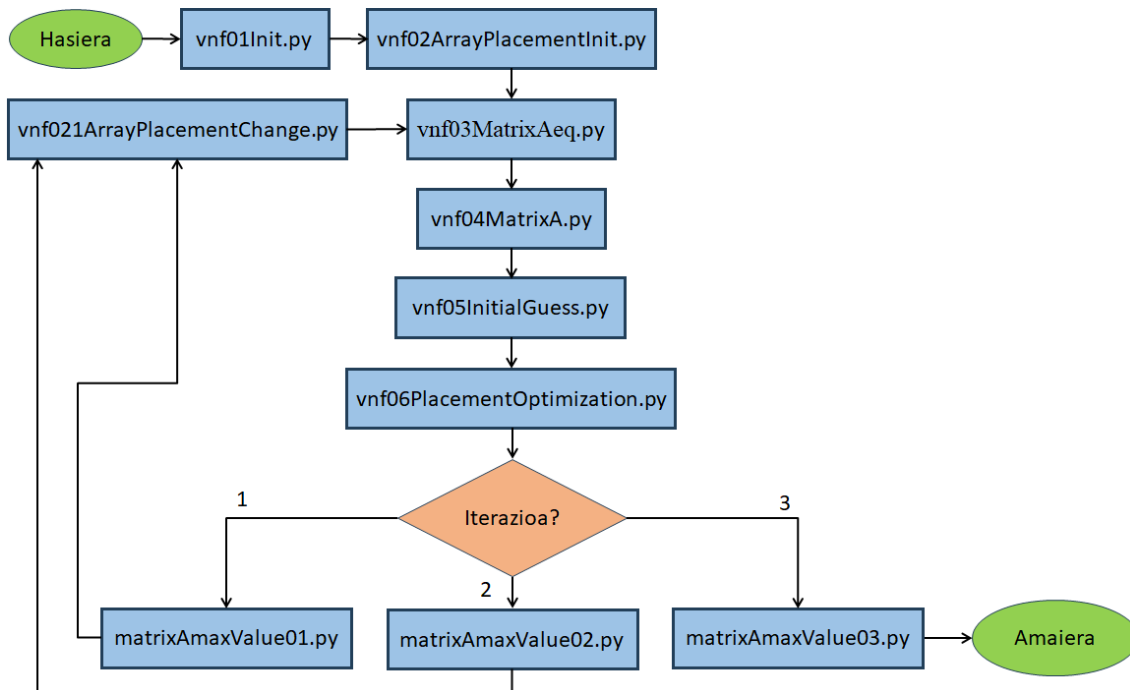 Hasiera
vnf01Init.py
vnf02ArrayPlacementInit.py
vnf021ArrayPlacementChange.py
vnf03MatrixAeq.py
vnf04MatrixA.py
vnf05InitialGuess.py
vnf06PlacementOptimization.py
Iterazioa?
1
2
3
matrixAmaxValue01.py
matrixAmaxValue02.py
matrixAmaxValue03.py
Amaiera